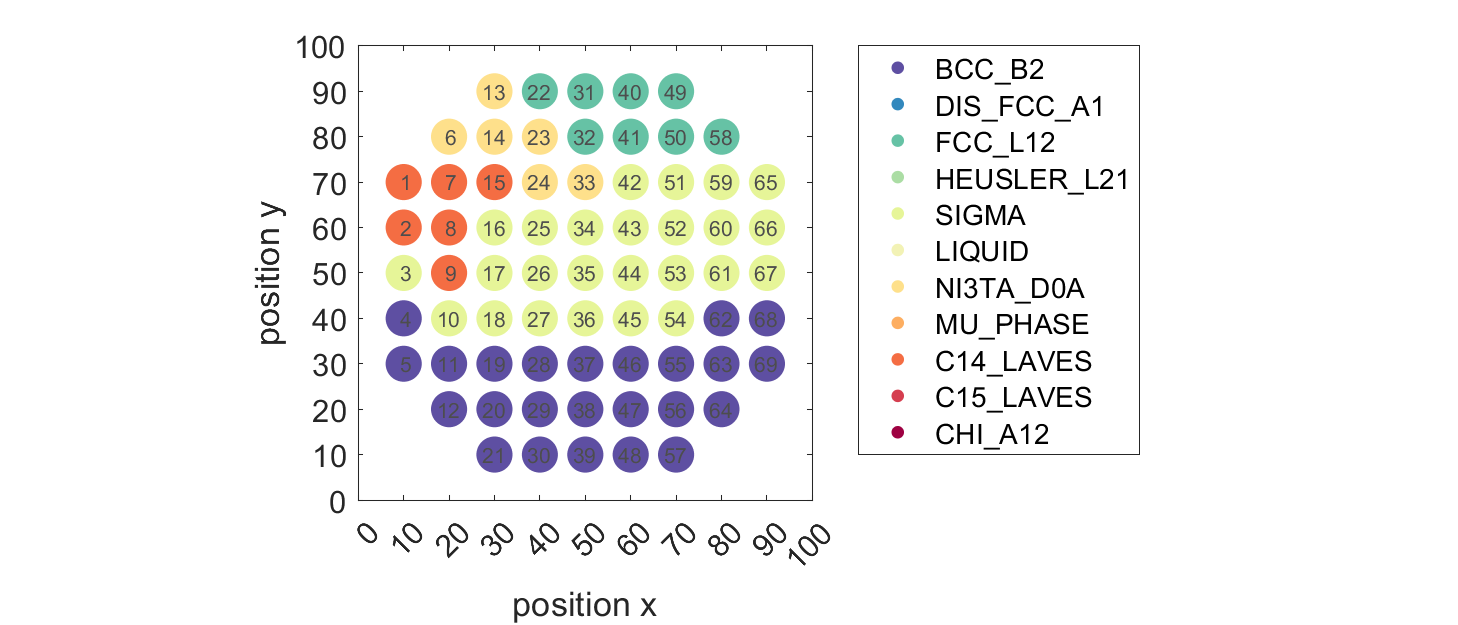 100
90
80
70
60
50
40
30
20
10
0
position y
13 22 31 40 49
6 14 23 32 41 50 58
1 7 15 24 33 42 51 59 65
2 8 16 25 34 43 52 60 66
3 9 17 26 35 44 53 61 67
4 10 18 27 36 45 54 62 68
5 11 19 28 37 46 55 63 69
12 20 29 38 47 56 64
21 30 39 48 57
0 10 20 30 40 50 60 70 80 90 100
position x
BCC_B2
DIS_FCC_A1
FCC_L12
HEUSLER_L21
SIGMA
LIQUID
NI3TA_D0A
MU_PHASE
C14_LAVES
C15_LAVES
CHI_A12